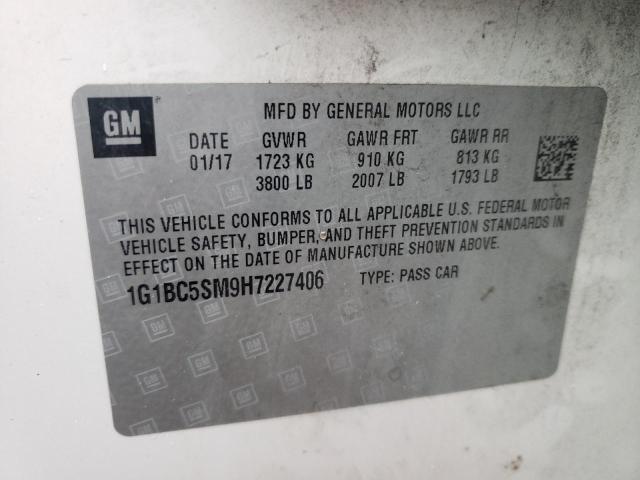 GM
MFD BY GENERAL MOTORS LLC
DATE GVWR GAWR FRT GAWR RR
01/17 1723 KG 910 KG 813 KG
3800 LB 2007 LB 1793 LB
THIS VEHICLE CONFORMS TO ALL APPLICABLE U.S. FEDERAL MOTOR
VEHICLE SAFETY, BUMPER, AND THEFT PREVENTION STANDARDS IN
EFFECT ON THE DATE OF MANUFACTURE SHOWN ABOVE.
1G1BC5SM9H7227406 TYPE: PASS CAR